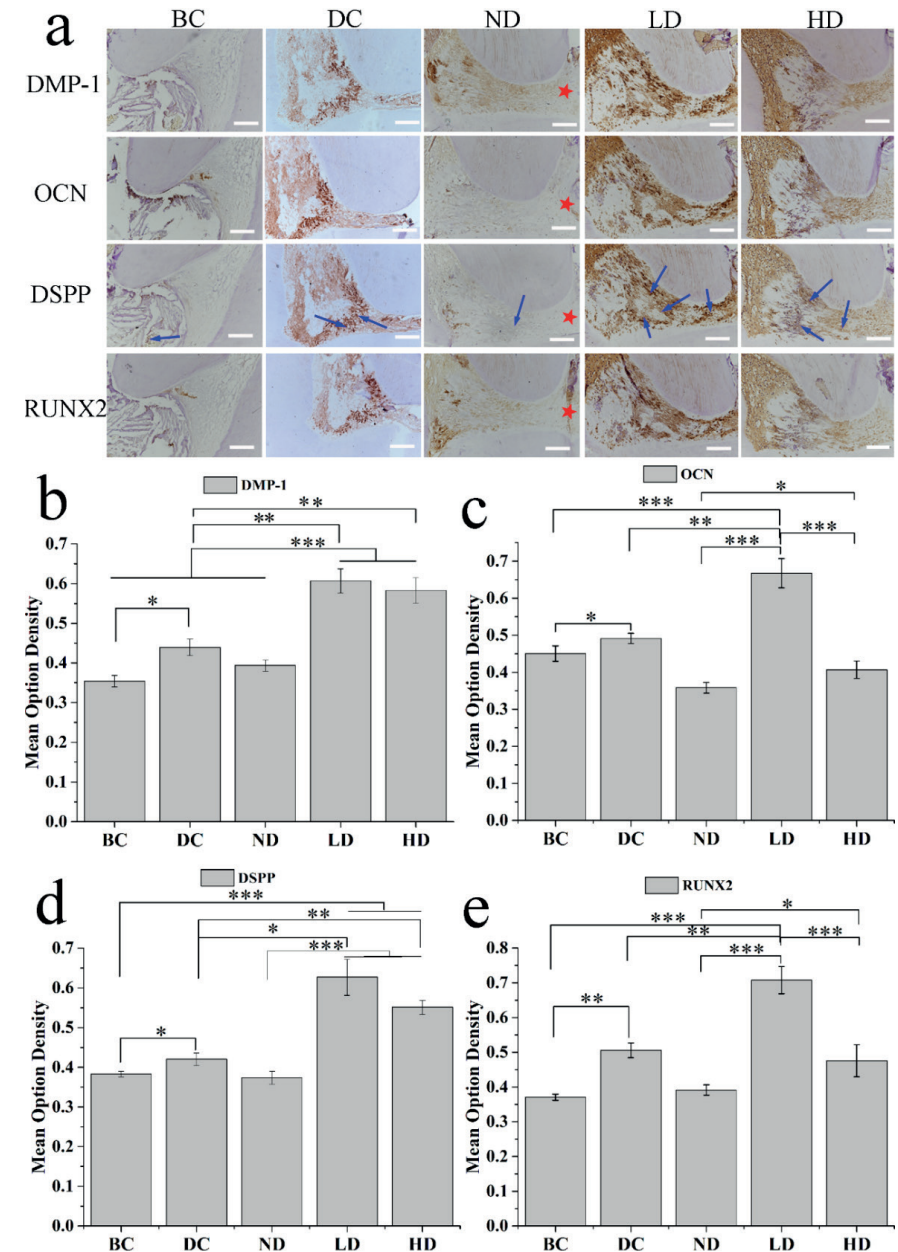 a
BC DC ND LD HD
DMP-1
OCN
DSPP
RUNX2
b
DMP-1
**
**
***
*
Mean Option Density
0.7
0.6
0.5
0.4
0.3
0.2
0.1
0.0
BC DC ND LD HD
c
OCN
*
***
**
***
***
*
Mean Option Density
0.7
0.6
0.5
0.4
0.3
0.2
0.1
0.0
BC DC ND LD HD
d
DSPP
***
**
*
***
*
Mean Option Density
0.7
0.6
0.5
0.4
0.3
0.2
0.1
0.0
BC DC ND LD HD
e
RUNX2
*
***
**
***
***
**
Mean Option Density
0.8
0.7
0.6
0.5
0.4
0.3
0.2
0.1
0.0
BC DC ND LD HD